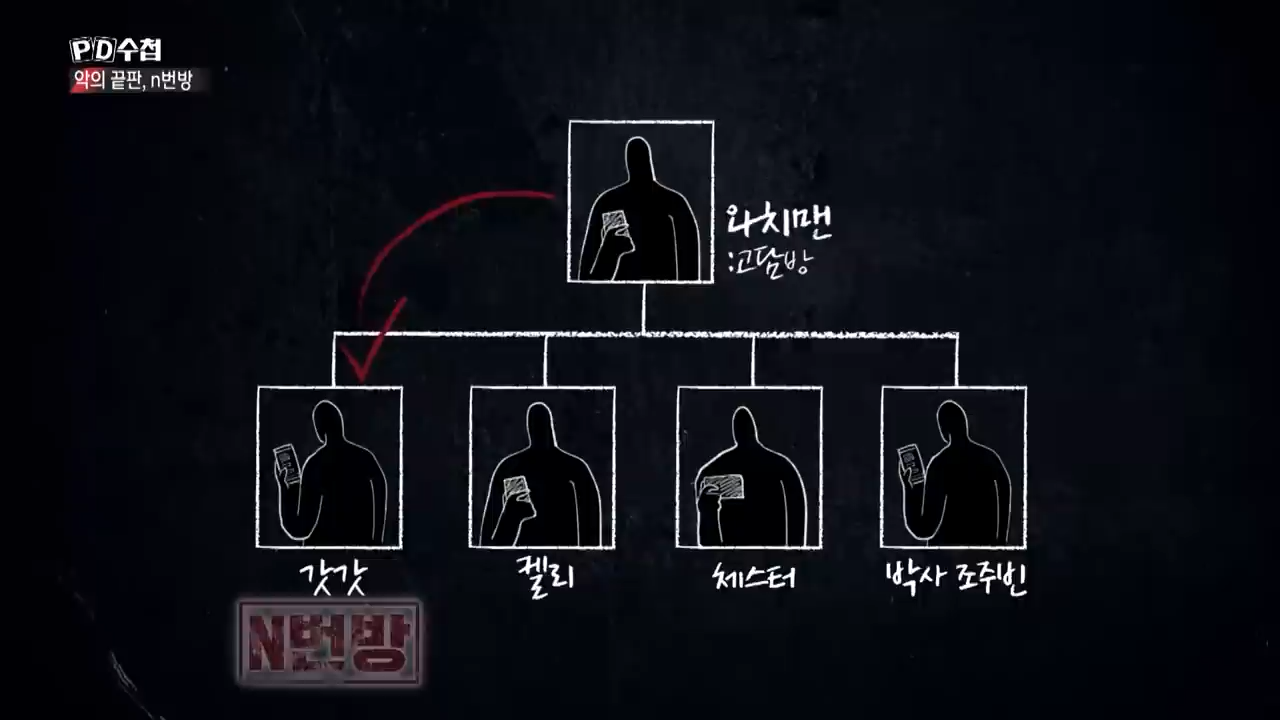 PD수첩
악의 끝판, n번방
와치맨
:고담방
갓갓
켈리
체스터
박사 조주빈
N번방